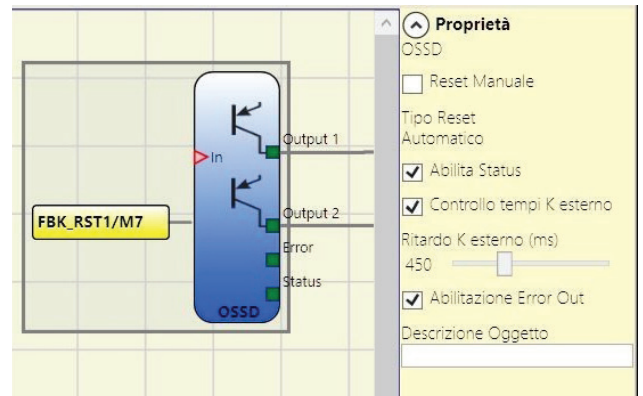 Output 1
In
FBK_RST1/M7
Output 2
Error
Status
OSSD
Proprietà
OSSD
Reset Manuale
Tipo Reset
Automatico
Abilita Status
Controllo tempi K esterno
Ritardo K esterno (ms)
450
Abilitazione Error Out
Descrizione Oggetto